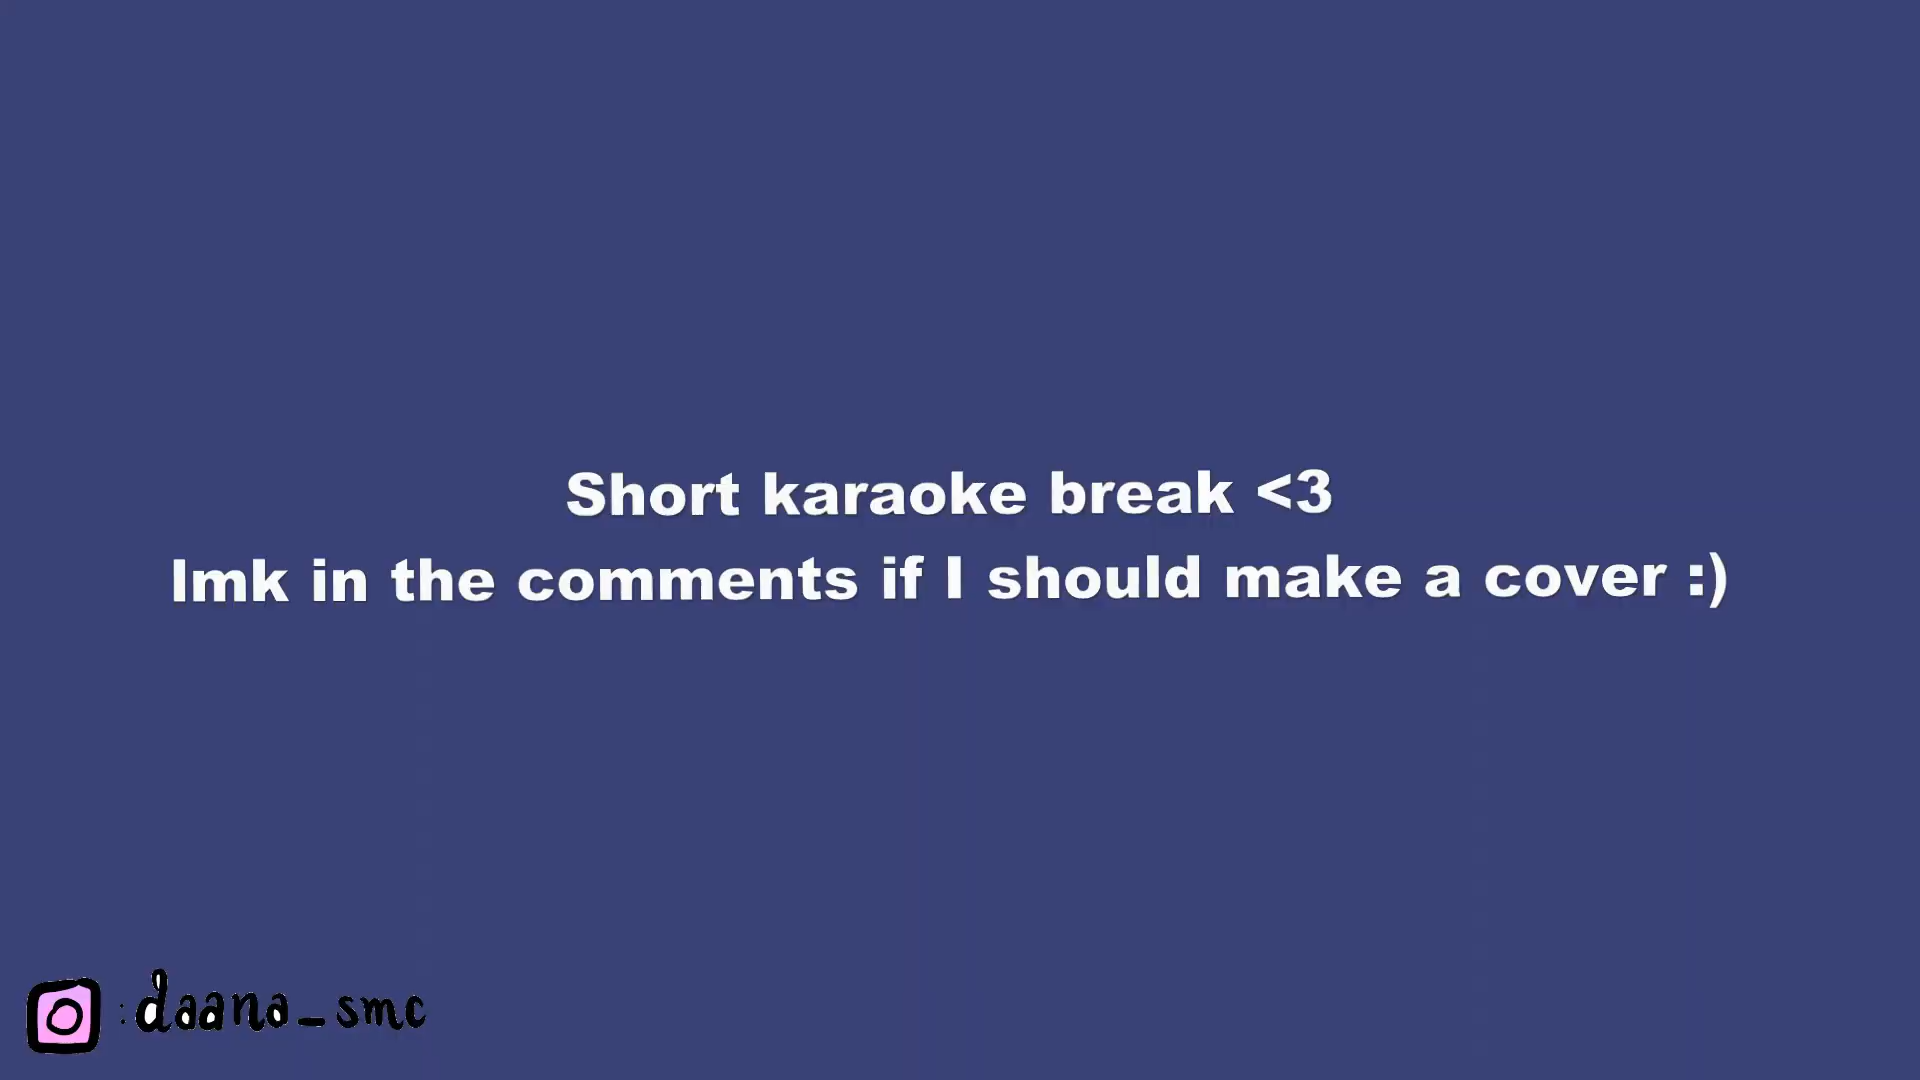 Short karaoke break <3
lmk in the comments if I should make a cover :)
: daana_smc